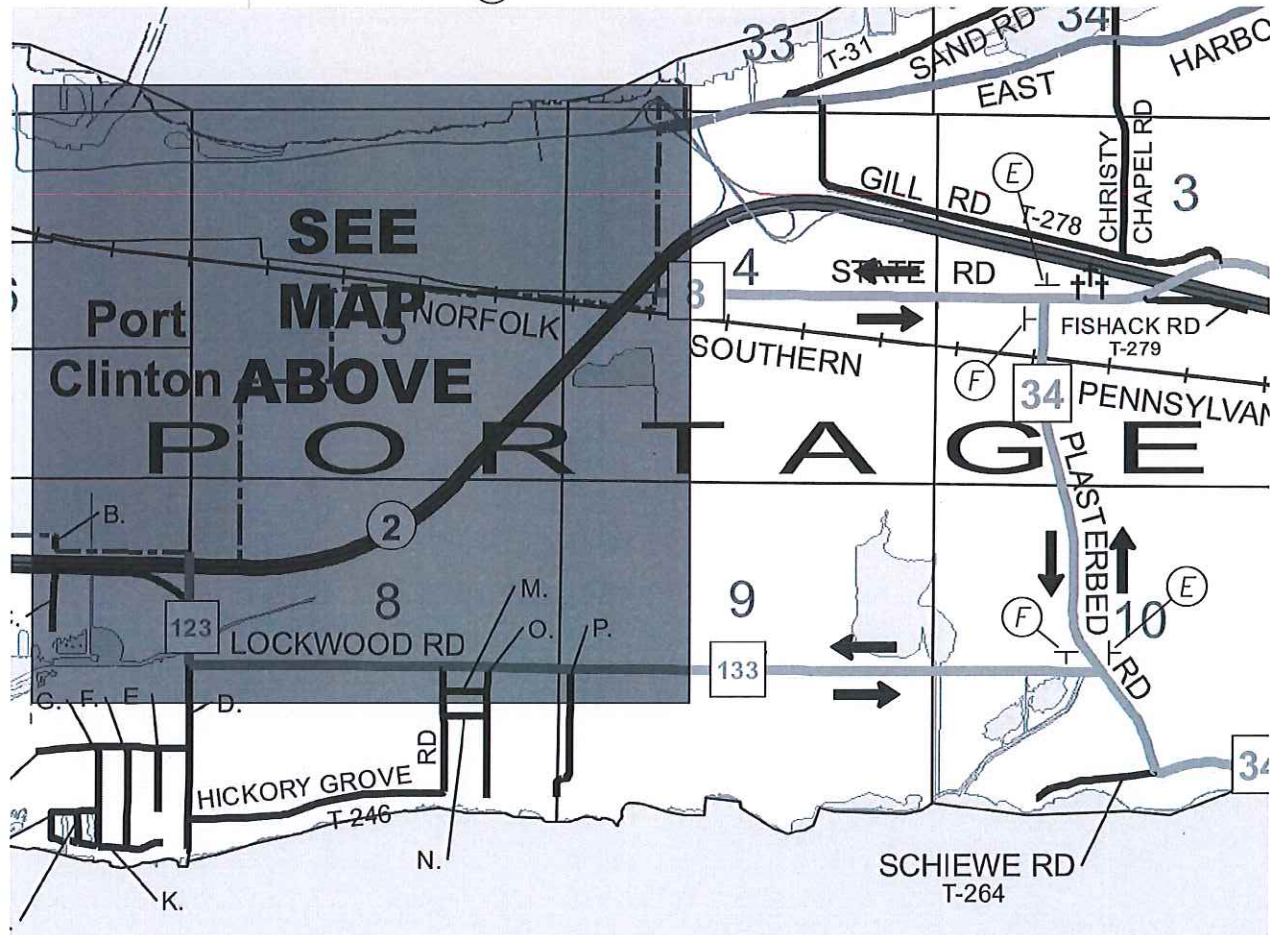 33
34
T-31
SAND RD
EAST
HARBO
CHRISTY
CHAPEL RD
3
E
GILL RD
T-278
SEE
MAP
ABOVE
Port
Clinton
5
NORFOLK
3
4
STATE RD
SOUTHERN
F
FISHACK RD
T-279
34
PENNSYLVAN
PORTAGE
PLASTERBED
RD
B.
2
8
123
LOCKWOOD RD
M.
O.
P.
9
133
F
10
E
G. F. E
D.
RD
HICKORY GROVE
T-246
N.
K.
34
SCHIEWE RD
T-264